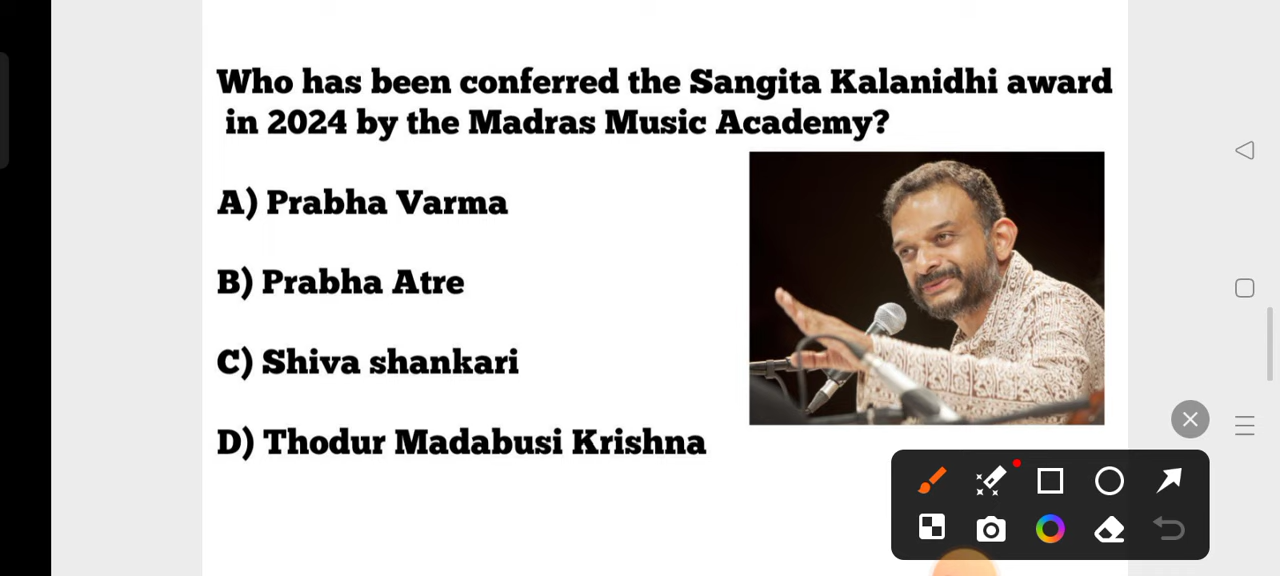 Who has been conferred the Sangita Kalanidhi award
in 2024 by the Madras Music Academy?
A) Prabha Varma
B) Prabha Atre
C) Shiva shankari
D) Thodur Madabusi Krishna